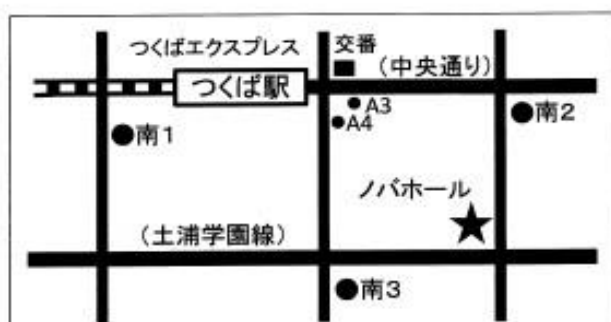 つくばエクスプレス
交番
(中央通り)
つくば駅
A3
A4
南1
南2
ノバホール
(土浦学園線)
南3